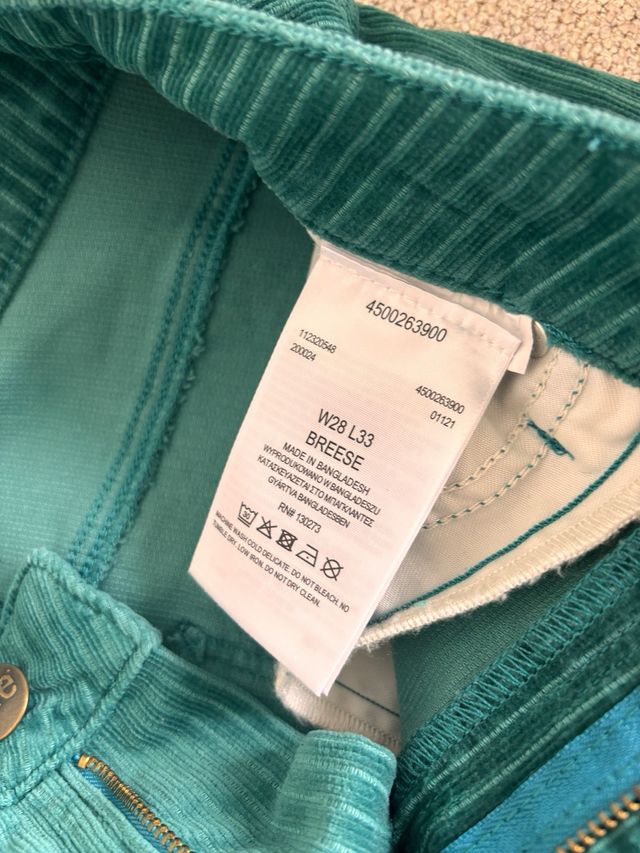 4500263900
112320548
200024
4500263900
01121
W28 L33
BREESE
MADE IN BANGLADESH
WYPRODUKOWANO W BANGLADESZU
ΚΑΤΑΣΚΕΥΑΖΕΤΑΙ ΣΤΟ ΜΠΑΓΚΛΑΝΤΕΣ
GYÁRTVA BANGLADESBEN
RN# 130273
30
MACHINE WASH COLD DELICATE. DO NOT BLEACH. NO
TUMBLE DRY. LOW IRON. DO NOT DRY CLEAN.